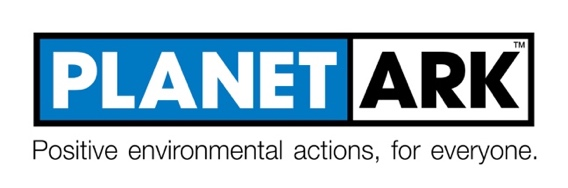 PLANET ARK™
Positive environmental actions, for everyone.